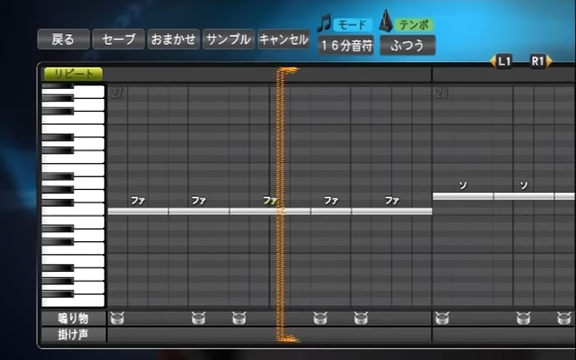 モード
テンポ
戻る セーブ おまかせ サンプル キャンセル １６分音符 ふつう
L1 R1
リピート
27 28
ソ ソ
ファ ファ ファ ファ ファ
鳴り物
掛け声